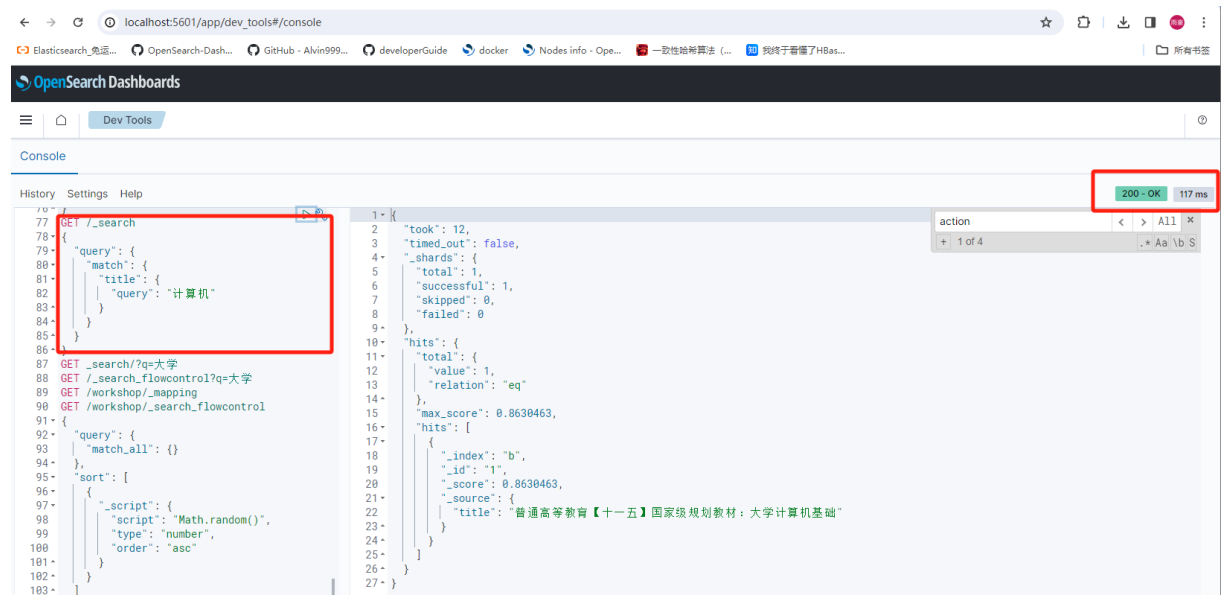 localhost:5601/app/dev_tools#/console
Elasticsearch_免运... OpenSearch-Dash... GitHub - Alvin999... developerGuide docker Nodes info - Ope... 一致性哈希算法（... 我终于看懂了HBas... 所有书签
OpenSearch Dashboards
Dev Tools
Console
History Settings Help
200 - OK 117 ms
76 }
77 GET /_search
78 {
79 "query": {
80 "match": {
81 "title": {
82 "query": "计算机"
83 }
84 }
85 }
86 }
87 GET _search/?q=大学
88 GET /_search_flowcontrol?q=大学
89 GET /workshop/_mapping
90 GET /workshop/_search_flowcontrol
91 {
92 "query": {
93 "match_all": {}
94 },
95 "sort": [
96 {
97 "_script": {
98 "script": "Math.random()",
99 "type": "number",
100 "order": "asc"
101 }
102 }
103 ]
1 {
2 "took": 12,
3 "timed_out": false,
4 "_shards": {
5 "total": 1,
6 "successful": 1,
7 "skipped": 0,
8 "failed": 0
9 },
10 "hits": {
11 "total": {
12 "value": 1,
13 "relation": "eq"
14 },
15 "max_score": 0.8630463,
16 "hits": [
17 {
18 "_index": "b",
19 "_id": "1",
20 "_score": 0.8630463,
21 "_source": {
22 "title": "普通高等教育【十一五】国家级规划教材：大学计算机基础"
23 }
24 }
25 ]
26 }
27 }
action < > All ×
+ 1 of 4 .* Aa \b S